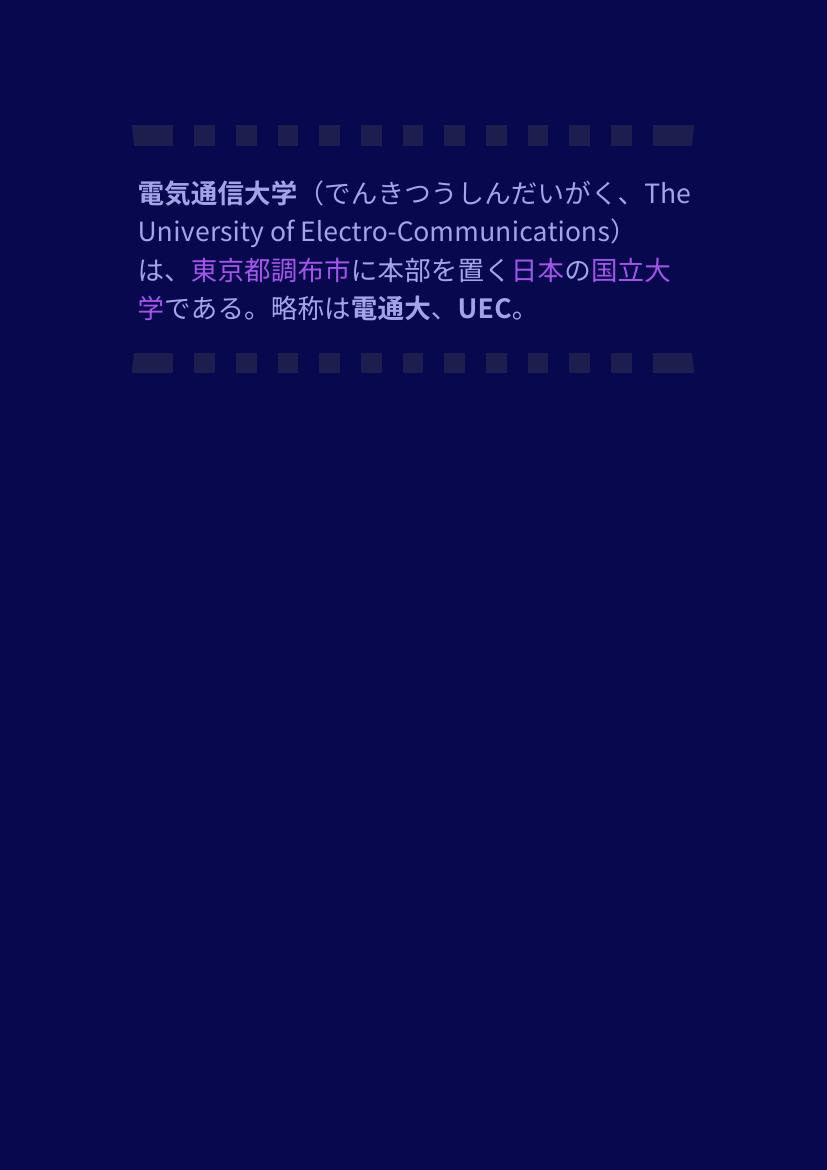 電気通信大学（でんきつうしんだいがく、The
University of Electro-Communications）
は、東京都調布市に本部を置く日本の国立大
学である。略称は電通大、UEC。